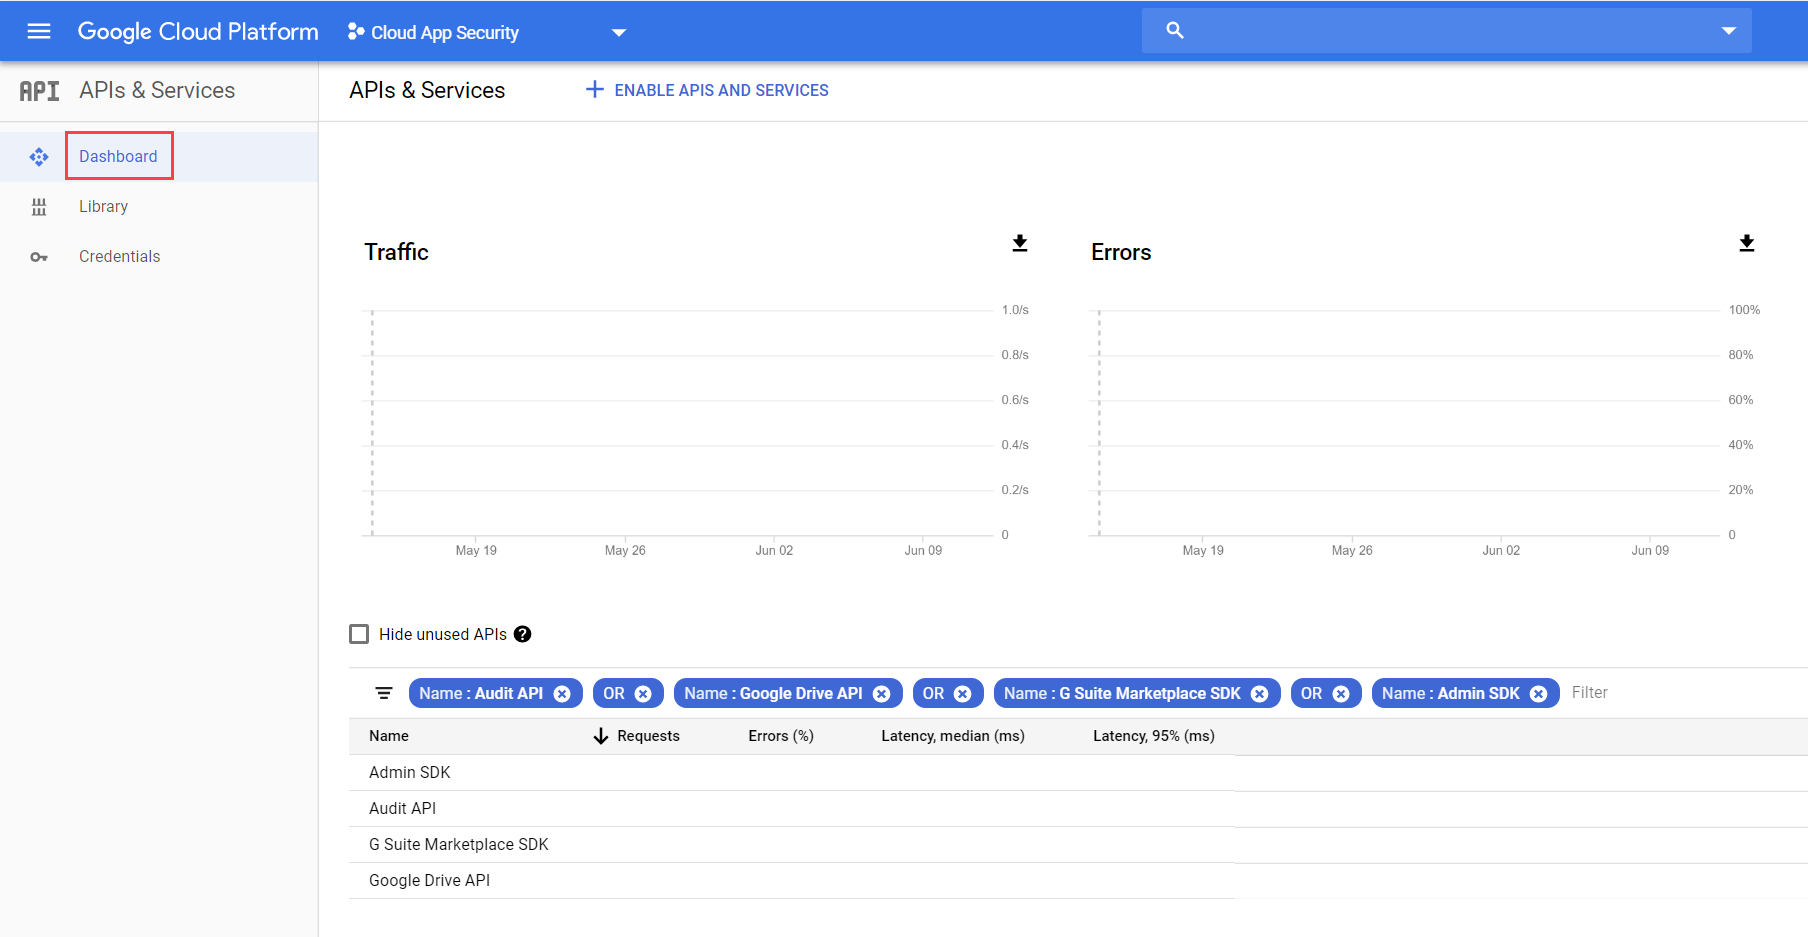 Google Cloud Platform Cloud App Security
API APIs & Services
APIs & Services ENABLE APIS AND SERVICES
Dashboard
Library
Credentials
Traffic
1.0/s
0.8/s
0.6/s
0.4/s
0.2/s
0
May 19 May 26 Jun 02 Jun 09
Errors
100%
80%
60%
40%
20%
0
May 19 May 26 Jun 02 Jun 09
Hide unused APIs ?
Name : Audit API OR Name : Google Drive API OR Name : G Suite Marketplace SDK OR Name : Admin SDK Filter
Name Requests Errors (%) Latency, median (ms) Latency, 95% (ms)
Admin SDK
Audit API
G Suite Marketplace SDK
Google Drive API